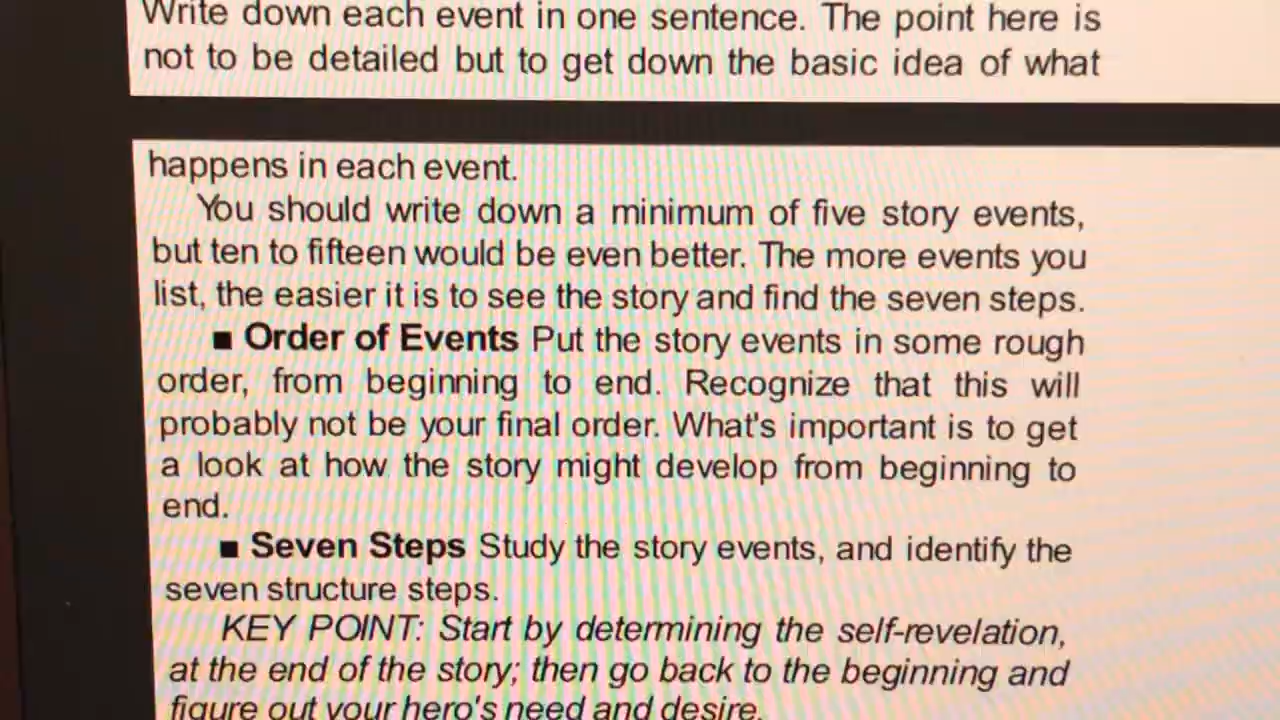 Write down each event in one sentence. The point here is
not to be detailed but to get down the basic idea of what
happens in each event.
You should write down a minimum of five story events,
but ten to fifteen would be even better. The more events you
list, the easier it is to see the story and find the seven steps.
■ Order of Events Put the story events in some rough
order, from beginning to end. Recognize that this will
probably not be your final order. What's important is to get
a look at how the story might develop from beginning to
end.
■ Seven Steps Study the story events, and identify the
seven structure steps.
KEY POINT: Start by determining the self-revelation,
at the end of the story; then go back to the beginning and
figure out your hero's need and desire.